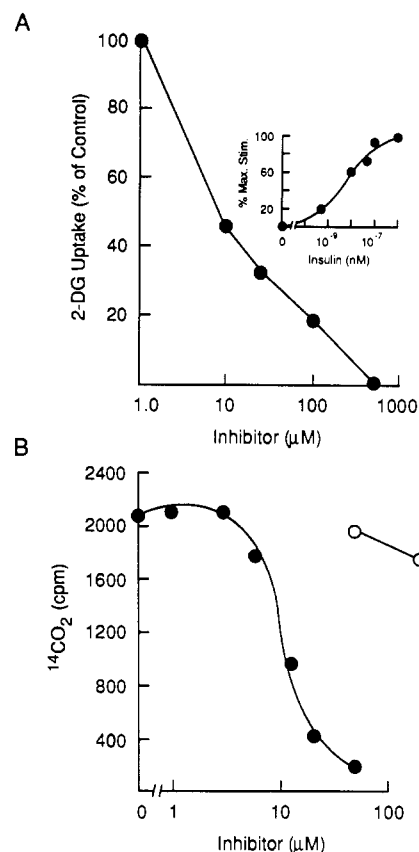 A
2-DG Uptake (% of Control)
100
80
60
40
20
1.0 10 100 1000
Inhibitor (μM)
% Max. Stim.
100
80
60
40
20
0 10⁻⁹ 10⁻⁷
Insulin (nM)
B
¹⁴CO₂ (cpm)
2400
2000
1600
1200
800
400
0 1 10 100
Inhibitor (μM)